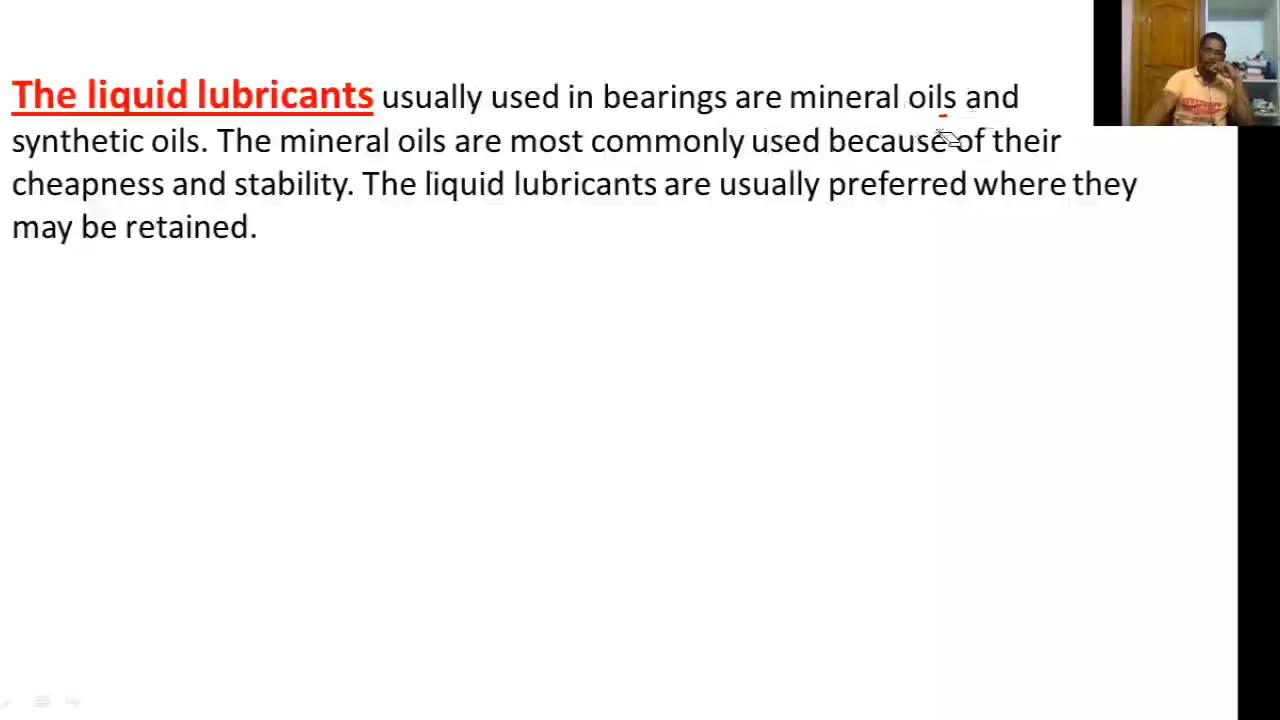 The liquid lubricants usually used in bearings are mineral oils and
synthetic oils. The mineral oils are most commonly used because of their
cheapness and stability. The liquid lubricants are usually preferred where they
may be retained.